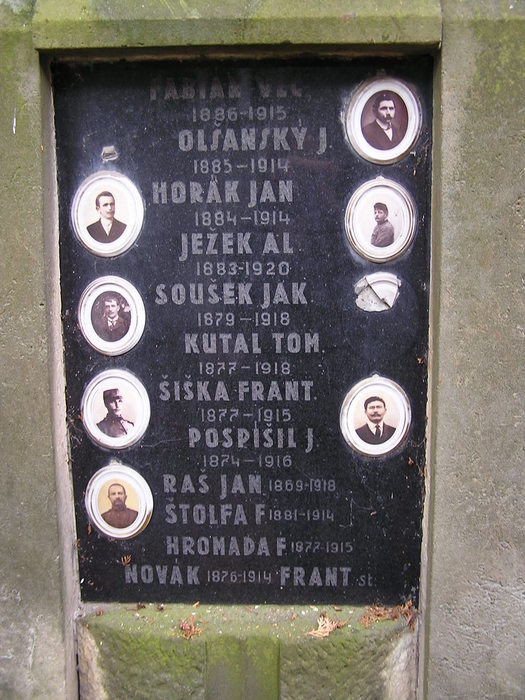 FABIAN
1886-1915
OLŠANSKÝ J.
1885-1914
HORÁK JAN
1884-1914
JEŽEK AL.
1883-1920
SOUŠEK JAK.
1879-1918
KUTAL TOM.
1877-1918
ŠIŠKA FRANT.
1877-1915
POSPÍŠIL J.
1874-1916
RAŠ JAN 1869-1918
ŠTOLFA F 1881-1914
HROMADA F 1877-1915
NOVÁK 1876-1914 FRANT. St.